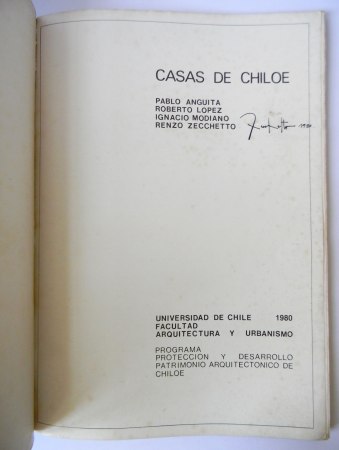 CASAS DE CHILOE
PABLO ANGUITA
ROBERTO LOPEZ
IGNACIO MODIANO
RENZO ZECCHETTO
UNIVERSIDAD DE CHILE 1980
FACULTAD
ARQUITECTURA Y URBANISMO
PROGRAMA
PROTECCION Y DESARROLLO
PATRIMONIO ARQUITECTONICO DE
CHILOE